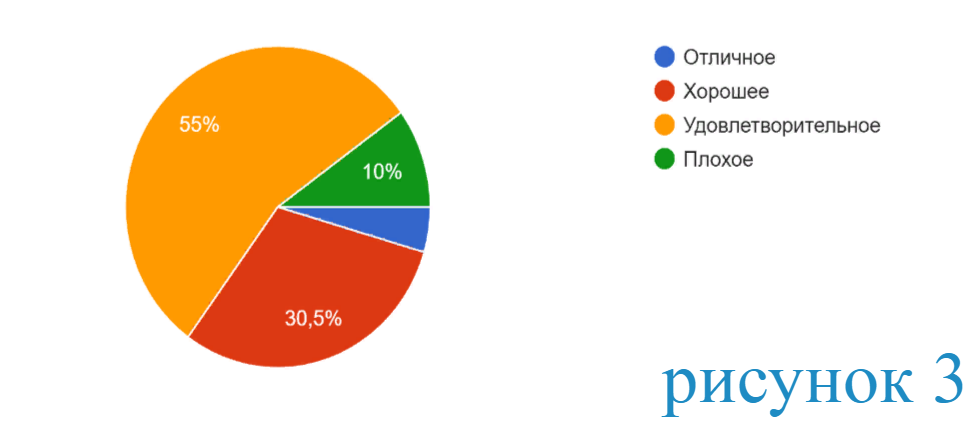 55%
10%
30,5%
Отличное
Хорошее
Удовлетворительное
Плохое
рисунок 3